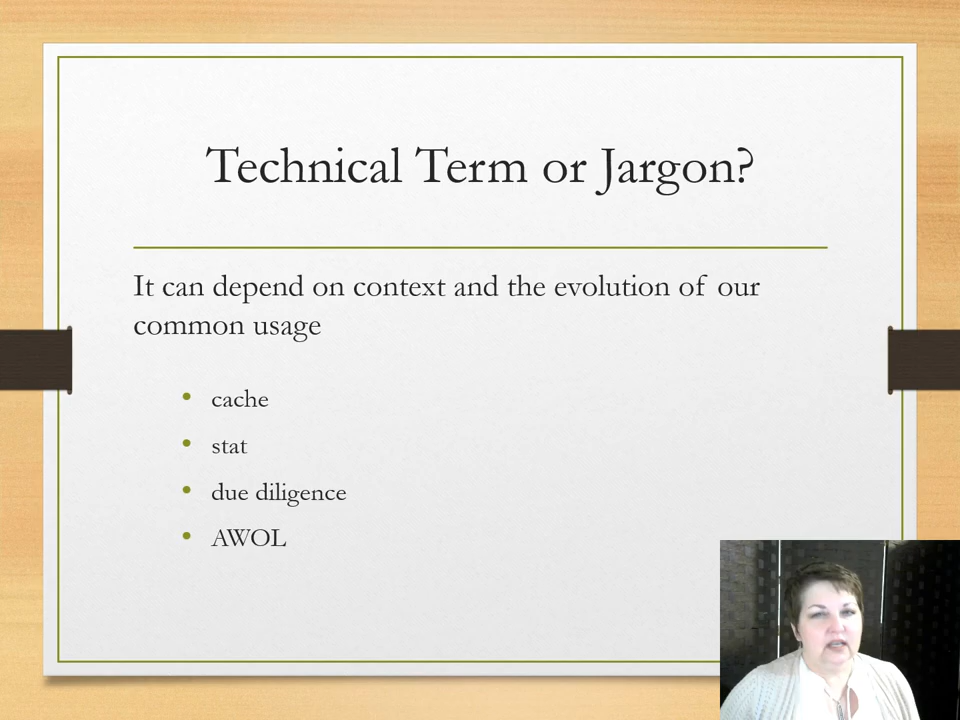 Technical Term or Jargon?
It can depend on context and the evolution of our
common usage
• cache
• stat
• due diligence
• AWOL